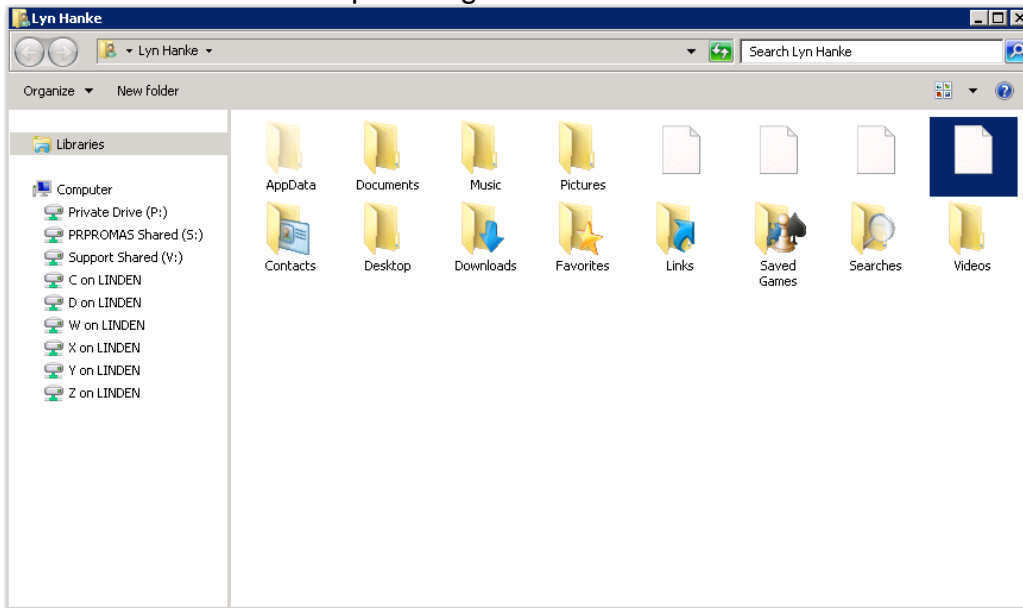 Lyn Hanke
Lyn Hanke
Search Lyn Hanke
Organize
New folder
Libraries
Computer
Private Drive (P:)
PRPROMAS Shared (S:)
Support Shared (V:)
C on LINDEN
D on LINDEN
W on LINDEN
X on LINDEN
Y on LINDEN
Z on LINDEN
AppData
Documents
Music
Pictures
Contacts
Desktop
Downloads
Favorites
Links
Saved
Games
Searches
Videos